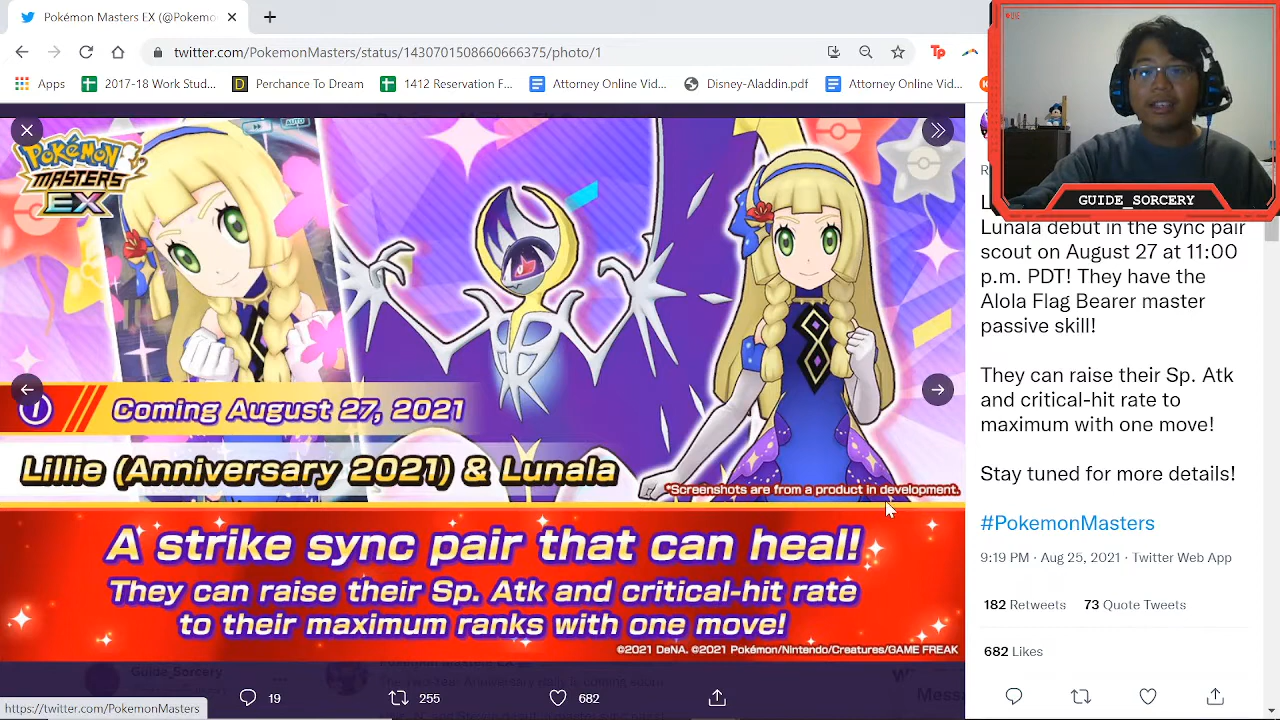 Pokémon Masters EX (@Pokemo
twitter.com/PokemonMasters/status/1430701508660666375/photo/1
Apps
2017-18 Work Stud...
Perchance To Dream
1412 Reservation F...
Attorney Online Vid...
Disney-Aladdin.pdf
Attorney Online Vid...
GUIDE_SORCERY
POKéMON
MASTERS
EX
Coming August 27, 2021
Lillie (Anniversary 2021) & Lunala
*Screenshots are from a product in development.
A strike sync pair that can heal!
They can raise their Sp. Atk and critical-hit rate
to their maximum ranks with one move!
©2021 DeNA. ©2021 Pokémon/Nintendo/Creatures/GAME FREAK
Guide_Sorcery
19
255
682
https://twitter.com/PokemonMasters
Lunala debut in the sync pair
scout on August 27 at 11:00
p.m. PDT! They have the
Alola Flag Bearer master
passive skill!
They can raise their Sp. Atk
and critical-hit rate to
maximum with one move!
Stay tuned for more details!
#PokemonMasters
9:19 PM · Aug 25, 2021 · Twitter Web App
182 Retweets 73 Quote Tweets
682 Likes